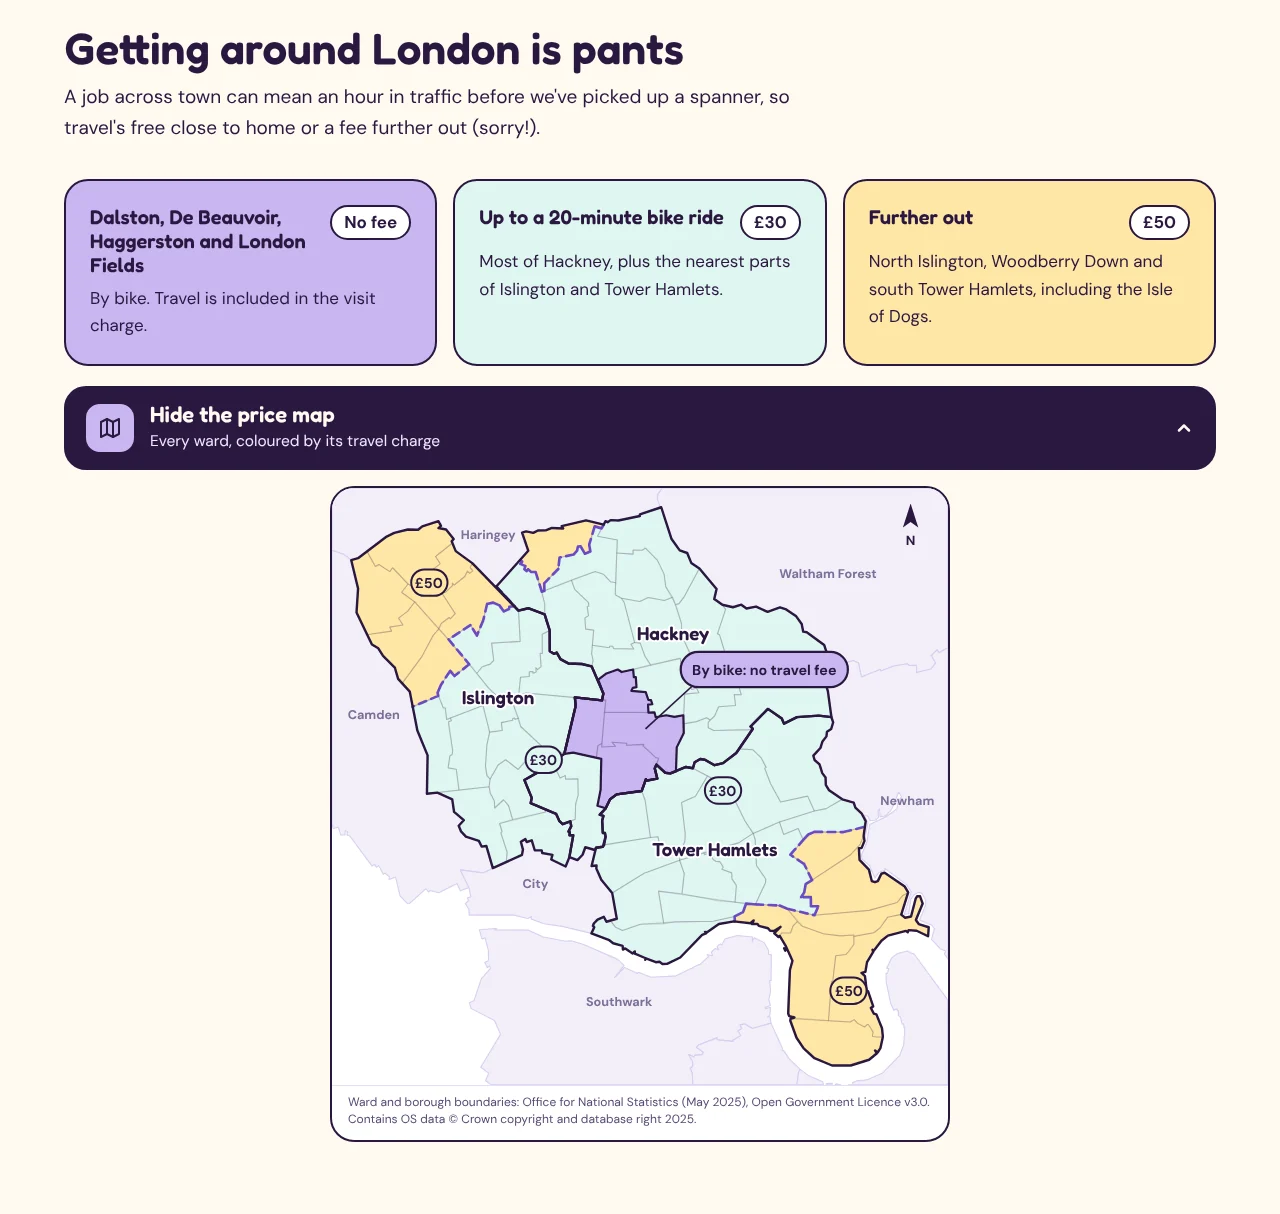 Getting around London is pants
A job across town can mean an hour in traffic before we've picked up a spanner, so
travel's free close to home or a fee further out (sorry!).
Dalston, De Beauvoir,
Haggerston and London
Fields
No fee
By bike. Travel is included in the visit
charge.
Up to a 20-minute bike ride
£30
Most of Hackney, plus the nearest parts
of Islington and Tower Hamlets.
Further out
£50
North Islington, Woodberry Down and
south Tower Hamlets, including the Isle
of Dogs.
Hide the price map
Every ward, coloured by its travel charge
N
Haringey
Waltham Forest
£50
Hackney
By bike: no travel fee
Islington
Camden
£30
£30
Newham
Tower Hamlets
City
£50
Southwark
Ward and borough boundaries: Office for National Statistics (May 2025), Open Government Licence v3.0.
Contains OS data © Crown copyright and database right 2025.